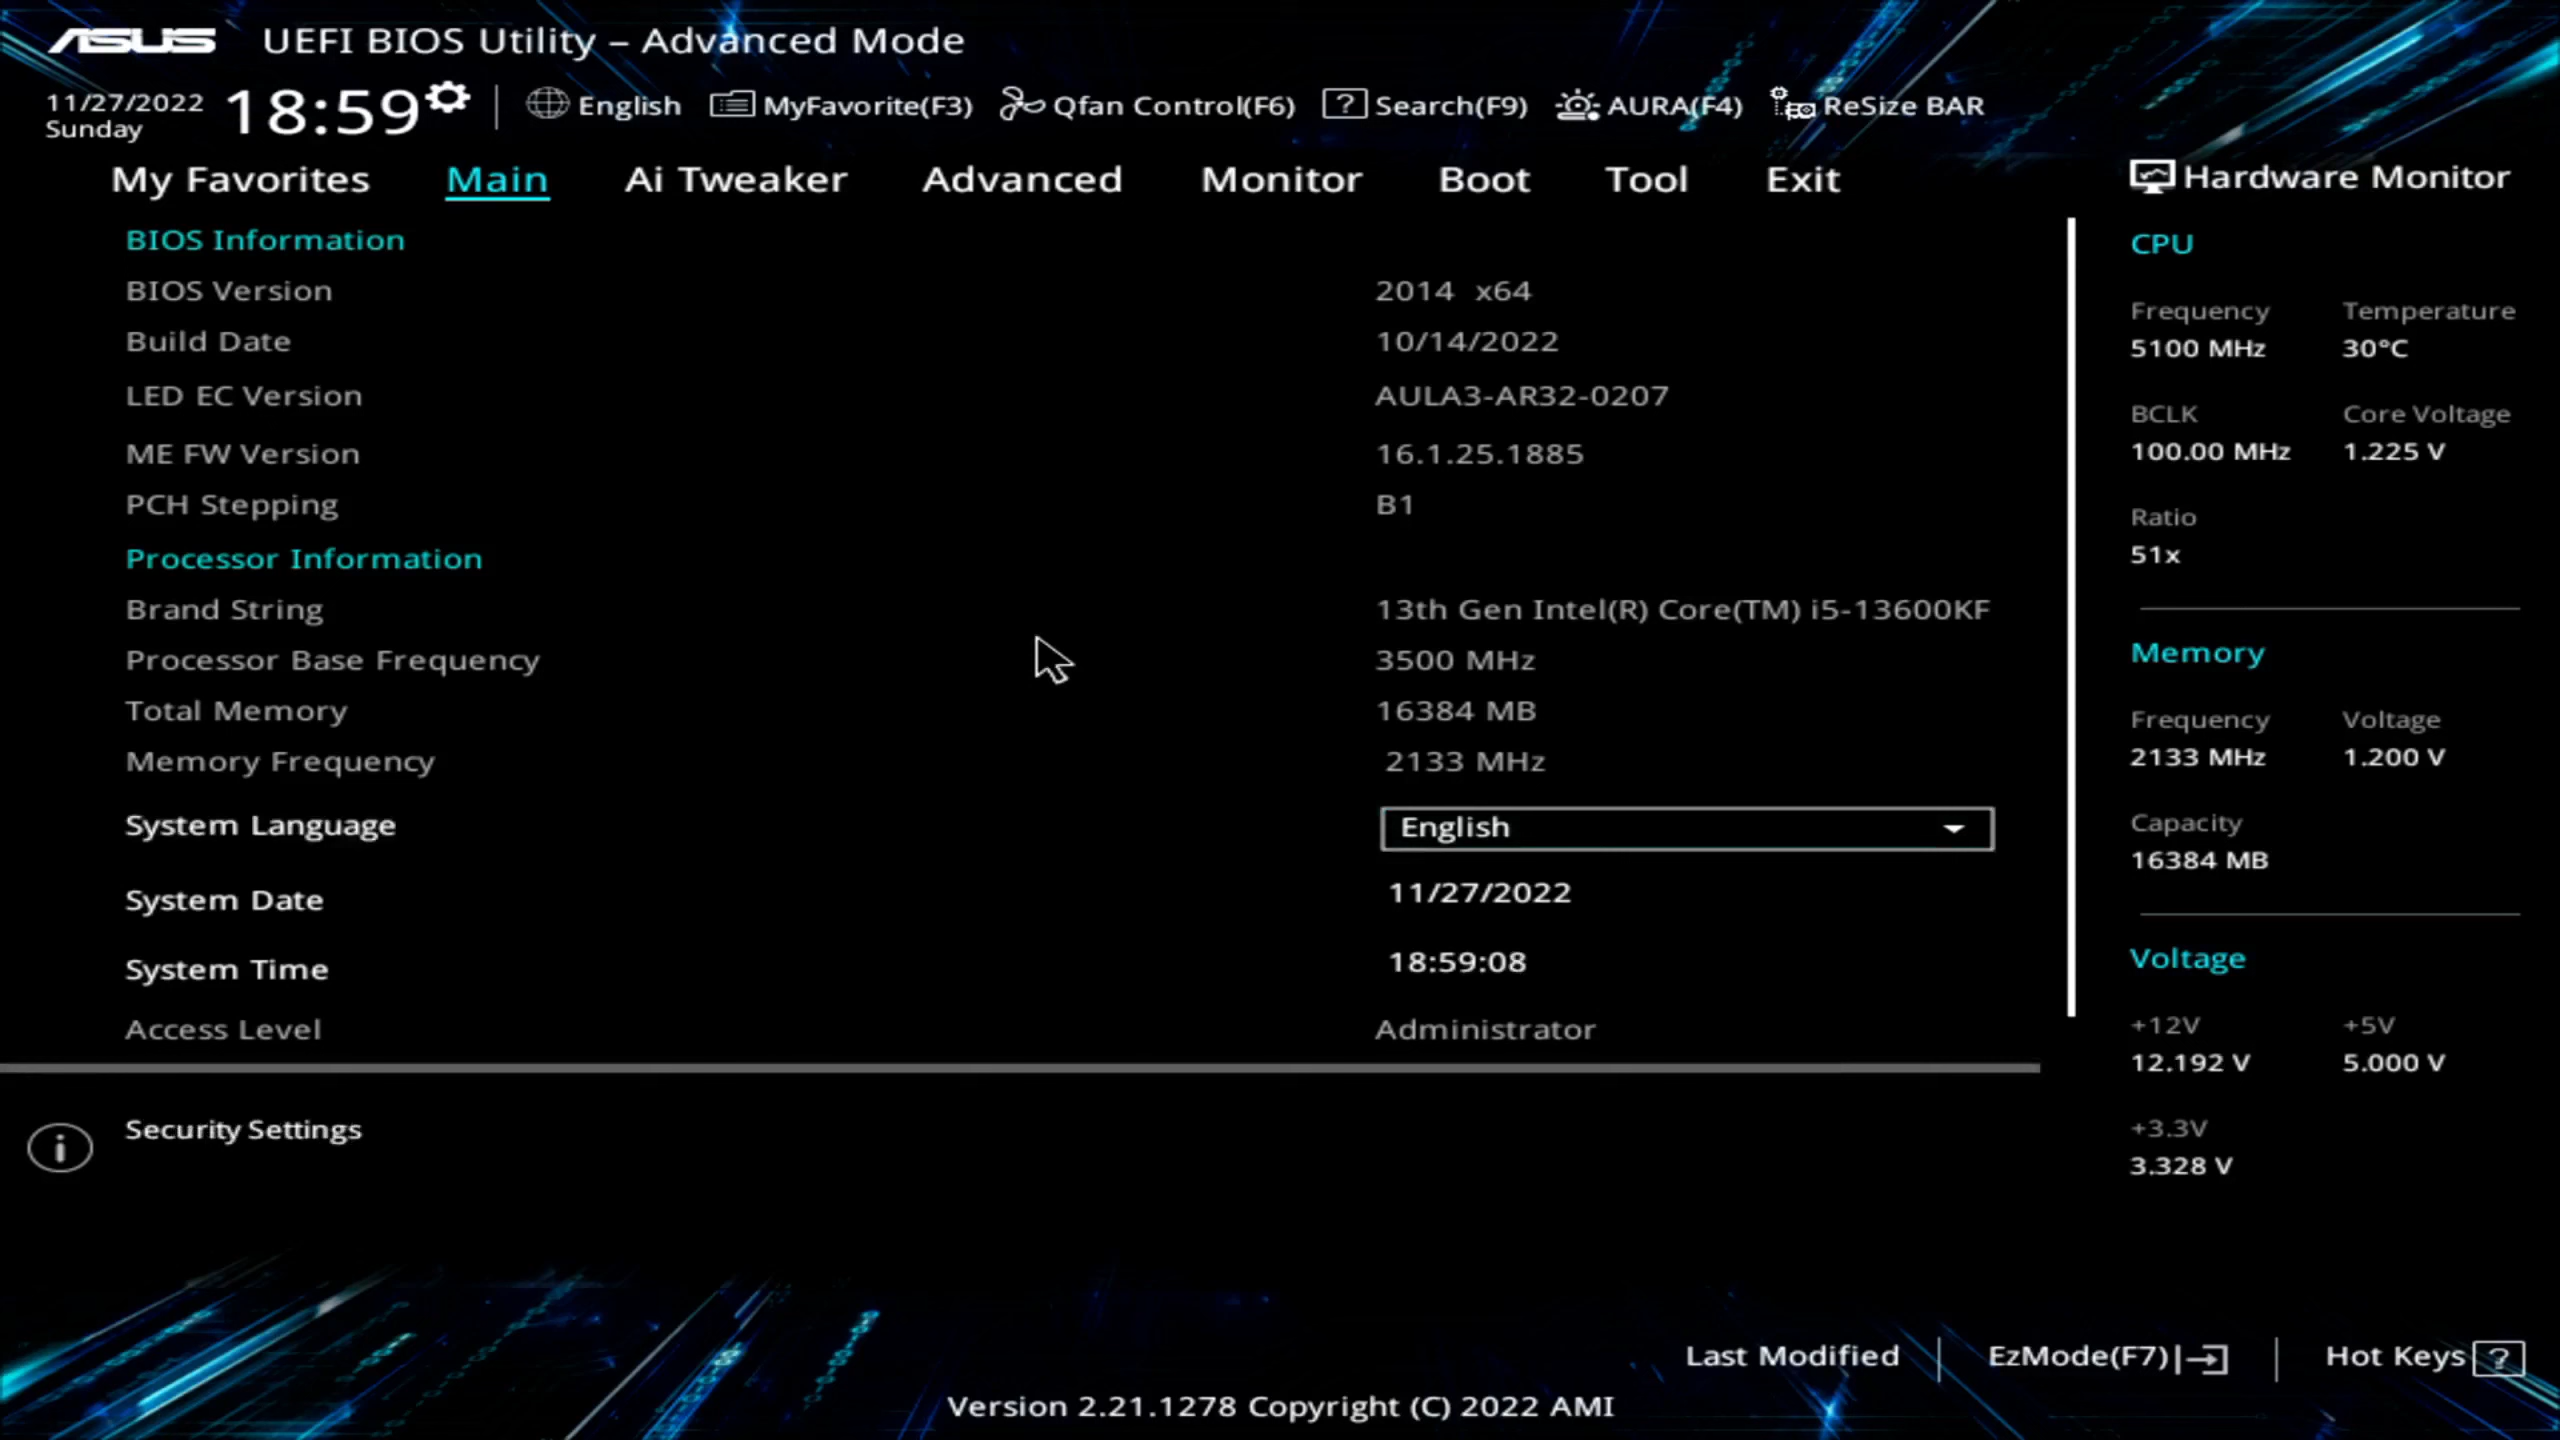 ASUS UEFI BIOS Utility – Advanced Mode
11/27/2022
Sunday
18:59
English MyFavorite(F3) Qfan Control(F6) ? Search(F9) AURA(F4) ReSize BAR
My Favorites Main Ai Tweaker Advanced Monitor Boot Tool Exit
BIOS Information
BIOS Version 2014 x64
Build Date 10/14/2022
LED EC Version AULA3-AR32-0207
ME FW Version 16.1.25.1885
PCH Stepping B1
Processor Information
Brand String 13th Gen Intel(R) Core(TM) i5-13600KF
Processor Base Frequency 3500 MHz
Total Memory 16384 MB
Memory Frequency 2133 MHz
System Language English
System Date 11/27/2022
System Time 18:59:08
Access Level Administrator
i Security Settings
Hardware Monitor
CPU
Frequency Temperature
5100 MHz 30°C
BCLK Core Voltage
100.00 MHz 1.225 V
Ratio
51x
Memory
Frequency Voltage
2133 MHz 1.200 V
Capacity
16384 MB
Voltage
+12V +5V
12.192 V 5.000 V
+3.3V
3.328 V
Last Modified EzMode(F7) Hot Keys ?
Version 2.21.1278 Copyright (C) 2022 AMI